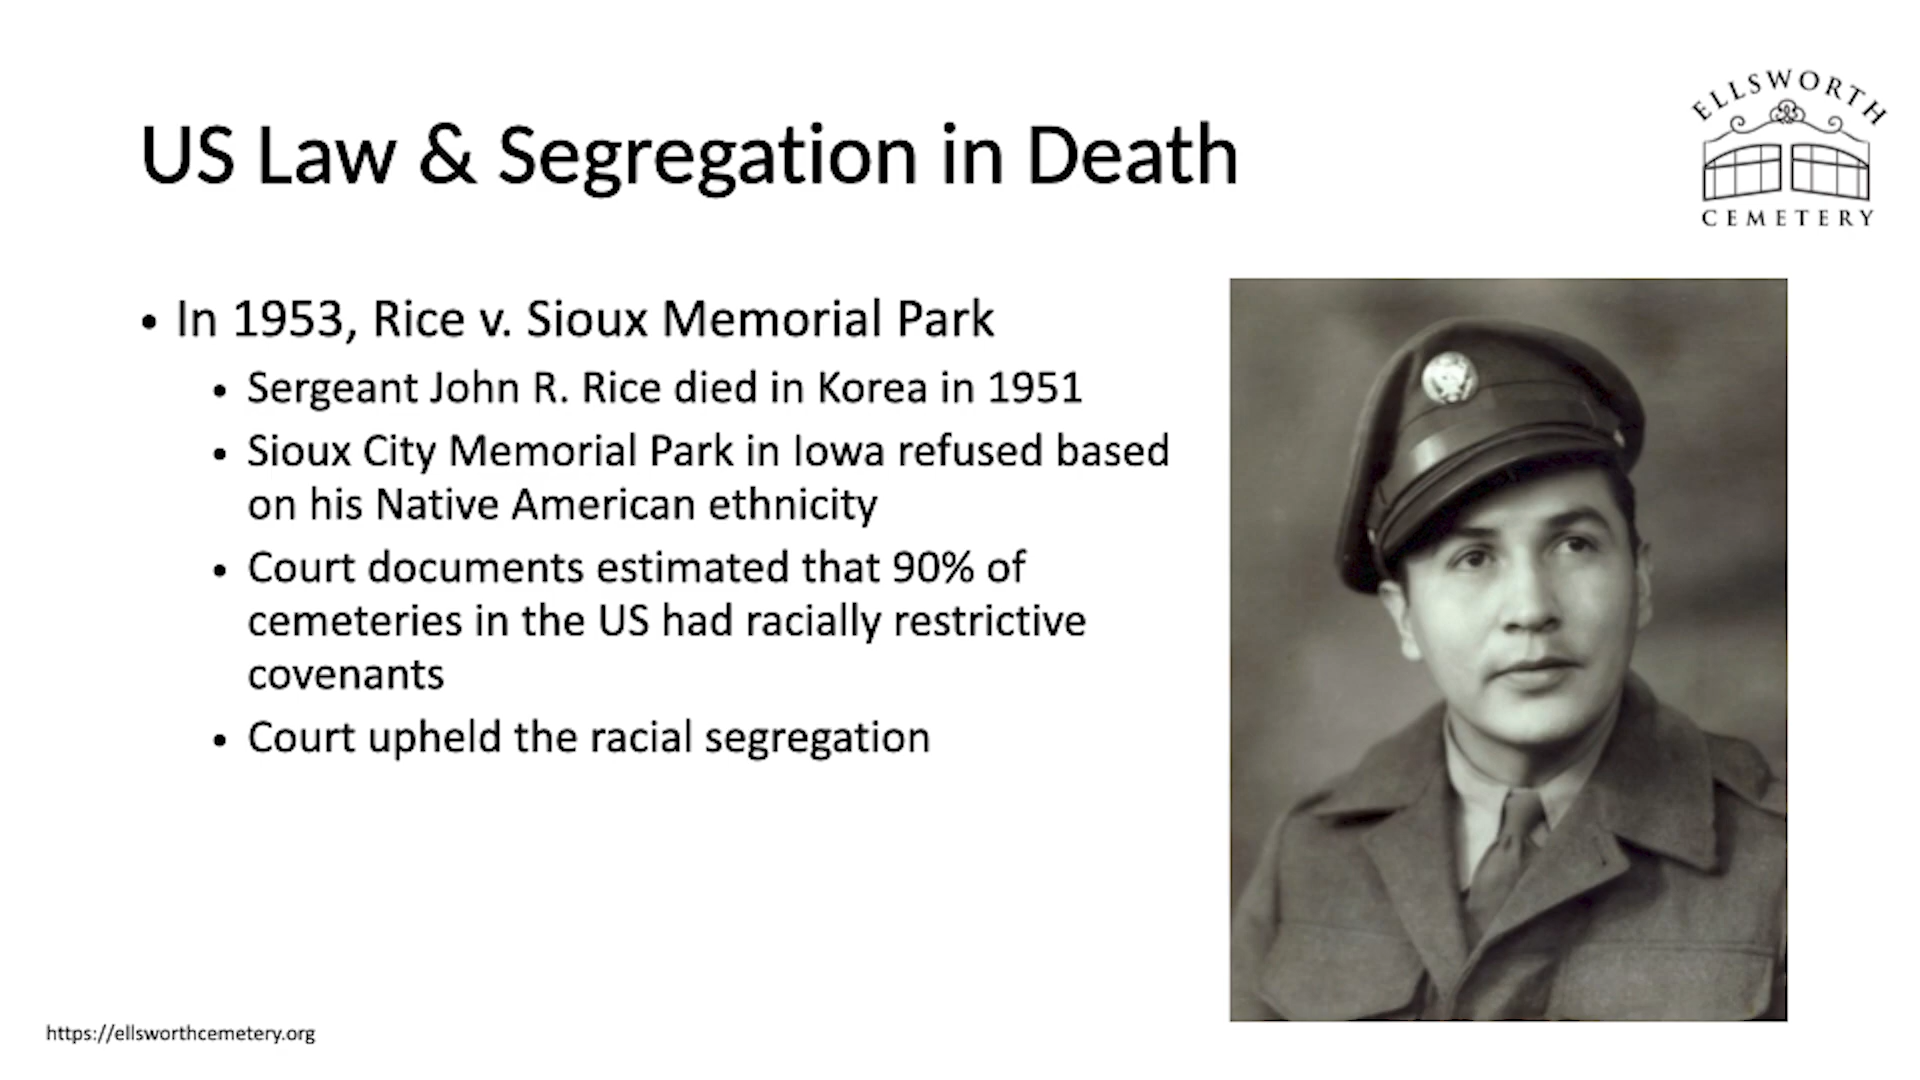 ELLSWORTH
CEMETERY
US Law & Segregation in Death
• In 1953, Rice v. Sioux Memorial Park
• Sergeant John R. Rice died in Korea in 1951
• Sioux City Memorial Park in Iowa refused based
on his Native American ethnicity
• Court documents estimated that 90% of
cemeteries in the US had racially restrictive
covenants
• Court upheld the racial segregation
https://ellsworthcemetery.org